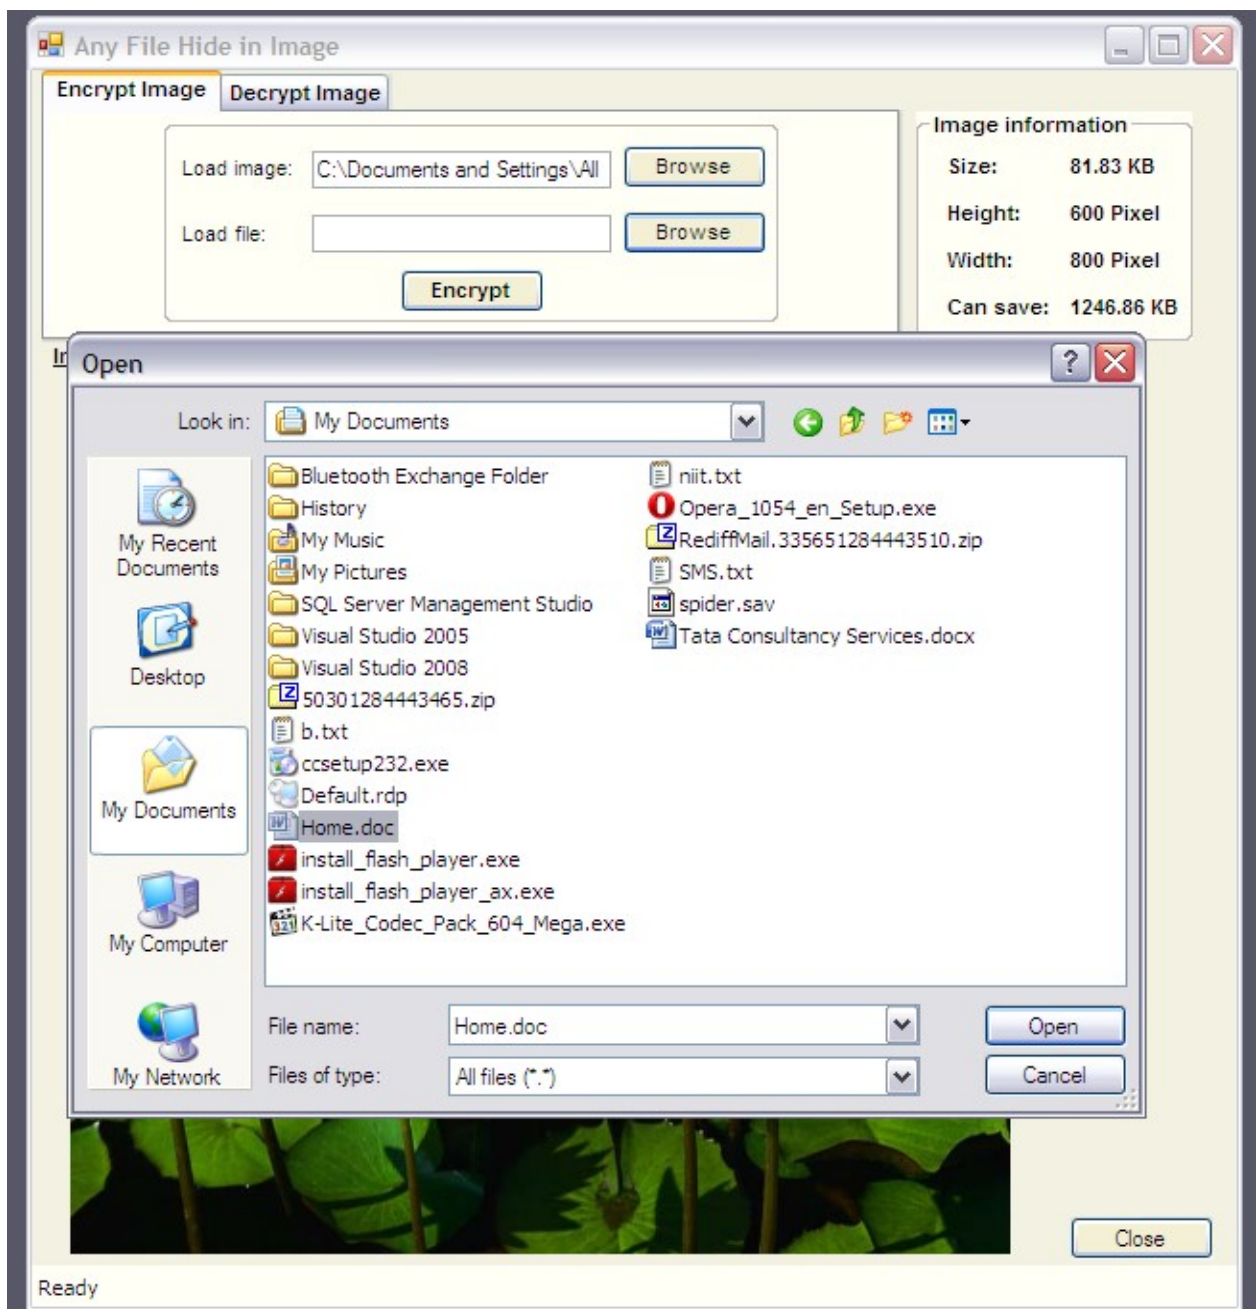 Any File Hide in Image
Encrypt Image Decrypt Image
Load image: C:\Documents and Settings\All Browse
Load file: Browse
Encrypt
Image information
Size: 81.83 KB
Height: 600 Pixel
Width: 800 Pixel
Can save: 1246.86 KB
Open
Look in: My Documents
My Recent
Documents
Desktop
My Documents
My Computer
My Network
Bluetooth Exchange Folder
History
My Music
My Pictures
SQL Server Management Studio
Visual Studio 2005
Visual Studio 2008
50301284443465.zip
b.txt
ccsetup232.exe
Default.rdp
Home.doc
install_flash_player.exe
install_flash_player_ax.exe
K-Lite_Codec_Pack_604_Mega.exe
niit.txt
Opera_1054_en_Setup.exe
RediffMail.335651284443510.zip
SMS.txt
spider.sav
Tata Consultancy Services.docx
File name: Home.doc Open
Files of type: All files (*.*) Cancel
Close
Ready